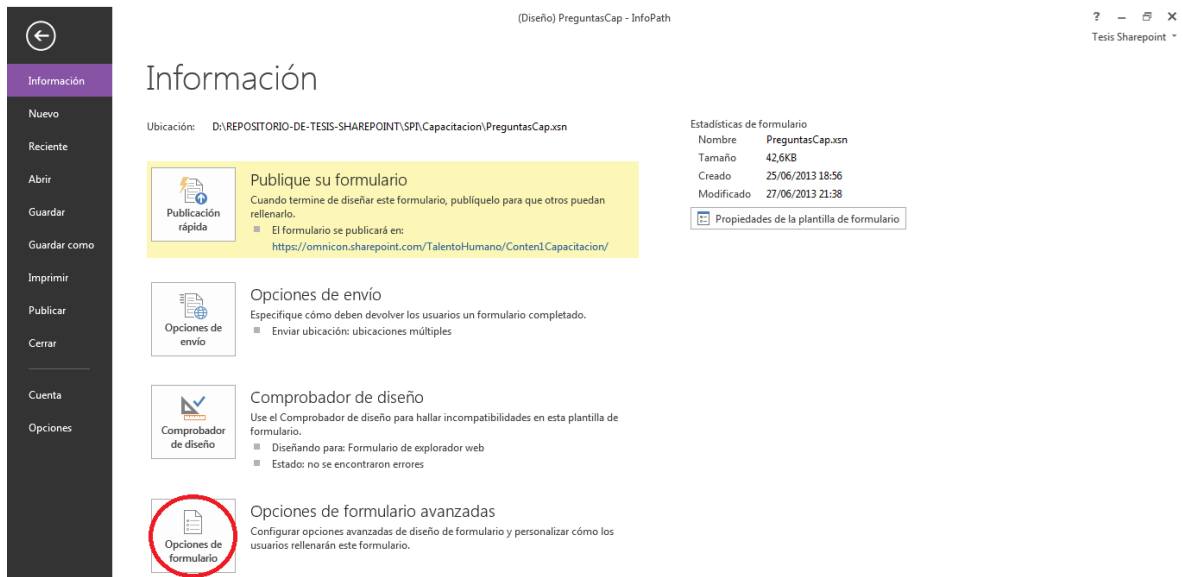 (Diseño) PreguntasCap - InfoPath
?
Tesis Sharepoint
Información
Nuevo
Reciente
Abrir
Guardar
Guardar como
Imprimir
Publicar
Cerrar
Cuenta
Opciones
Información
Ubicación: D:\REPOSITORIO-DE-TESIS-SHAREPOINT\SPI\Capacitacion\PreguntasCap.xsn
Publicación
rápida
Publique su formulario
Cuando termine de diseñar este formulario, publíquelo para que otros puedan
rellenarlo.
El formulario se publicará en:
https://omnicon.sharepoint.com/TalentoHumano/Conten1Capacitacion/
Opciones de
envío
Opciones de envío
Especifique cómo deben devolver los usuarios un formulario completado.
Enviar ubicación: ubicaciones múltiples
Comprobador
de diseño
Comprobador de diseño
Use el Comprobador de diseño para hallar incompatibilidades en esta plantilla de
formulario.
Diseñando para: Formulario de explorador web
Estado: no se encontraron errores
Opciones de
formulario
Opciones de formulario avanzadas
Configurar opciones avanzadas de diseño de formulario y personalizar cómo los
usuarios rellenarán este formulario.
Estadísticas de formulario
Nombre PreguntasCap.xsn
Tamaño 42,6KB
Creado 25/06/2013 18:56
Modificado 27/06/2013 21:38
Propiedades de la plantilla de formulario